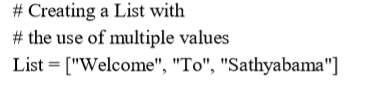 # Creating a List with
# the use of multiple values
List = ["Welcome", "To", "Sathyabama"]